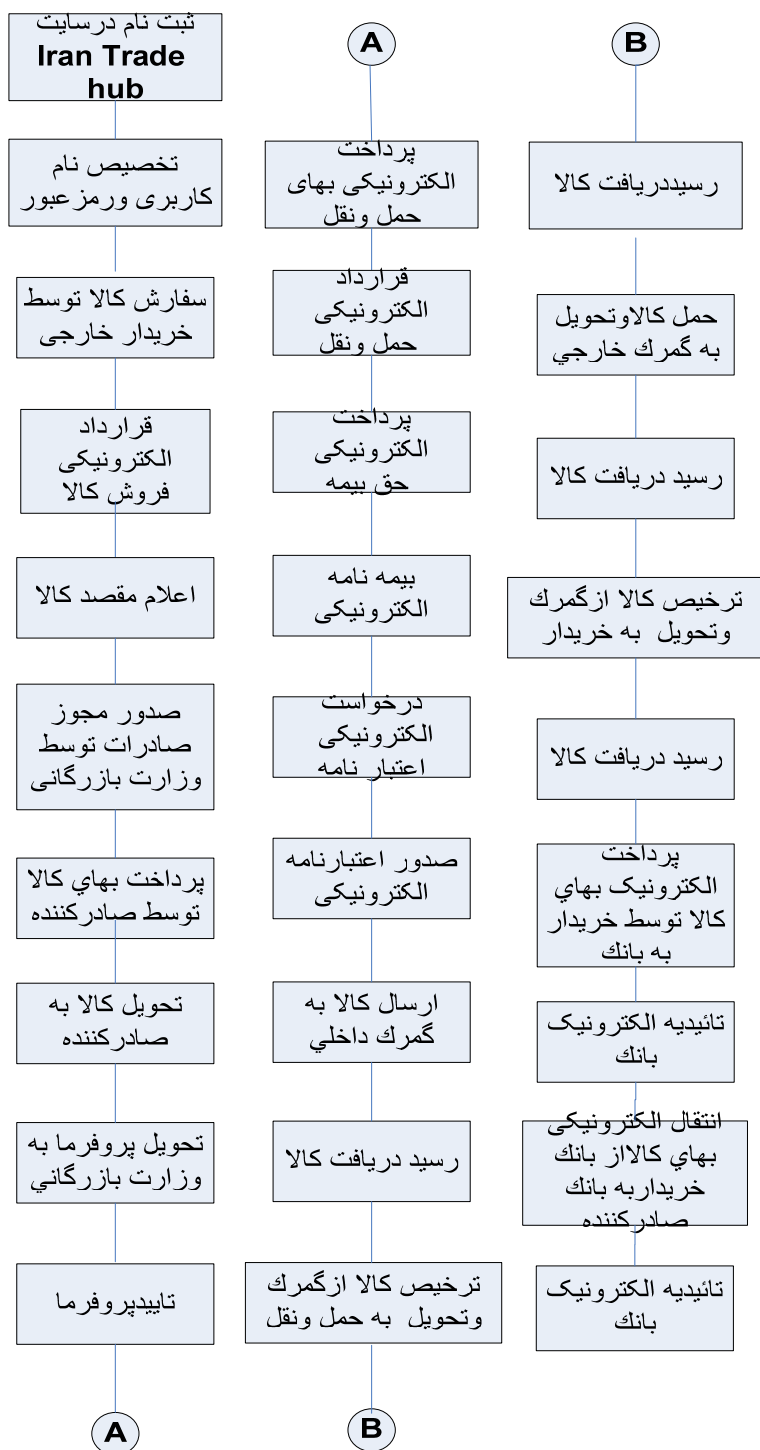 ثبت نام درسایت
Iran Trade
hub
تخصیص نام
کاربری ورمزعبور
سفارش کالا توسط
خریدار خارجی
قرارداد
الکترونیکی
فروش کالا
اعلام مقصد کالا
صدور مجوز
صادرات توسط
وزارت بازرگانی
پرداخت بهاي کالا
توسط صادرکننده
تحویل کالا به
صادركننده
تحویل پروفرما به
وزارت بازرگاني
تاییدپروفرما
A
A
پرداخت
الکترونیکی بهای
حمل ونقل
قرارداد
الکترونیکی
حمل ونقل
پرداخت
الکترونیکی
حق بیمه
بیمه نامه
الکترونیکی
درخواست
الکترونیکی
اعتبار نامه
صدور اعتبارنامه
الکترونیکی
ارسال کالا به
گمرك داخلي
رسید دریافت کالا
ترخیص کالا ازگمرك
وتحویل به حمل ونقل
B
B
رسیددریافت کالا
حمل کالاوتحویل
به گمرك خارجي
رسید دریافت کالا
ترخیص کالا ازگمرك
وتحویل به خریدار
رسید دریافت کالا
پرداخت
الکترونیک بهاي
کالا توسط خریدار
به بانك
تائیدیه الکترونیک
بانك
انتقال الکترونیکی
بهاي کالااز بانك
خریداربه بانك
صادركننده
تائیدیه الکترونیک
بانك